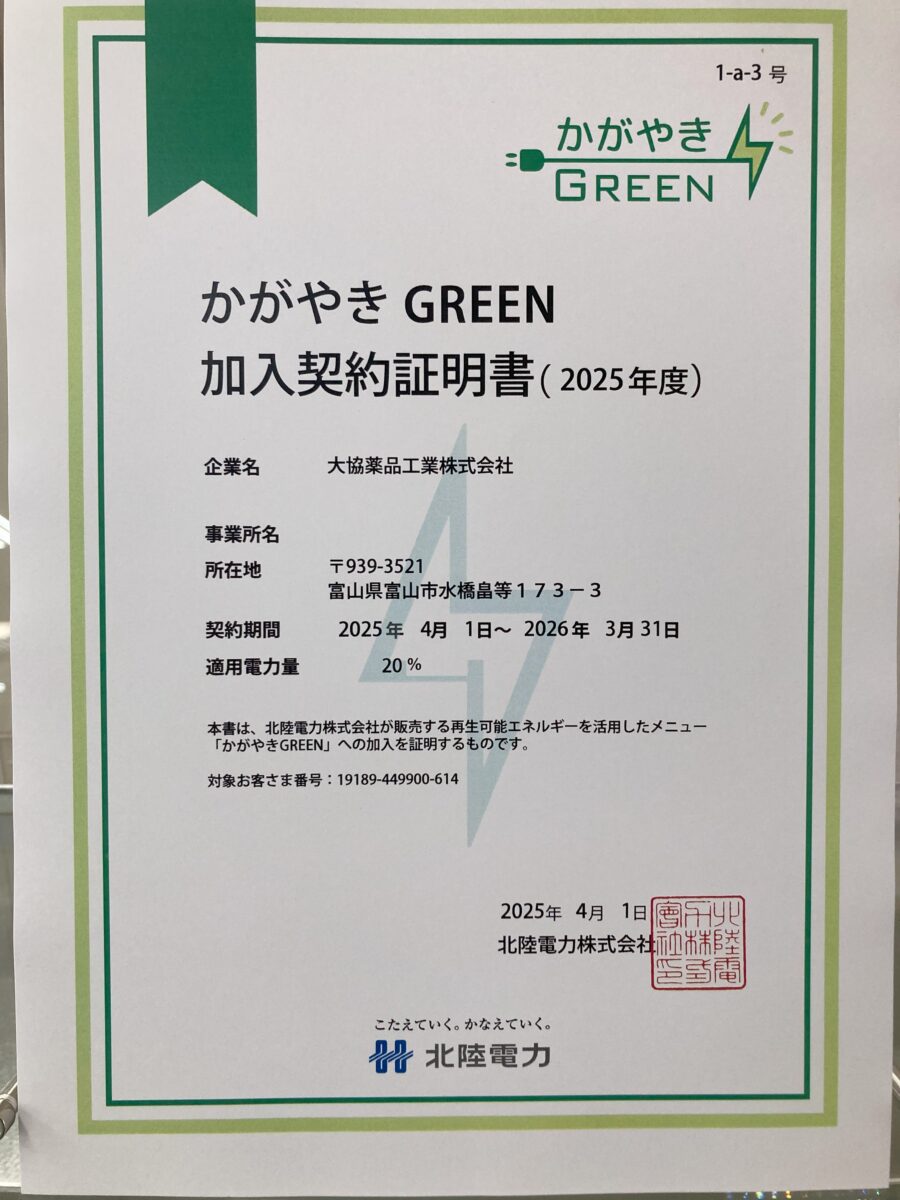 1-a-3 号
かがやき
GREEN
かがやき GREEN
加入契約証明書( 2025年度)
企業名 大協薬品工業株式会社
事業所名
所在地 〒939-3521
富山県富山市水橋畠等１７３－３
契約期間 2025年 4月 1日～ 2026年 3月 31日
適用電力量 20 %
本書は、北陸電力株式会社が販売する再生可能エネルギーを活用したメニュー
「かがやきGREEN」への加入を証明するものです。
対象お客さま番号：19189-449900-614
2025年 4月 1日
北陸電力株式会社
北陸電
力株式
會社印
こたえていく。かなえていく。
北陸電力